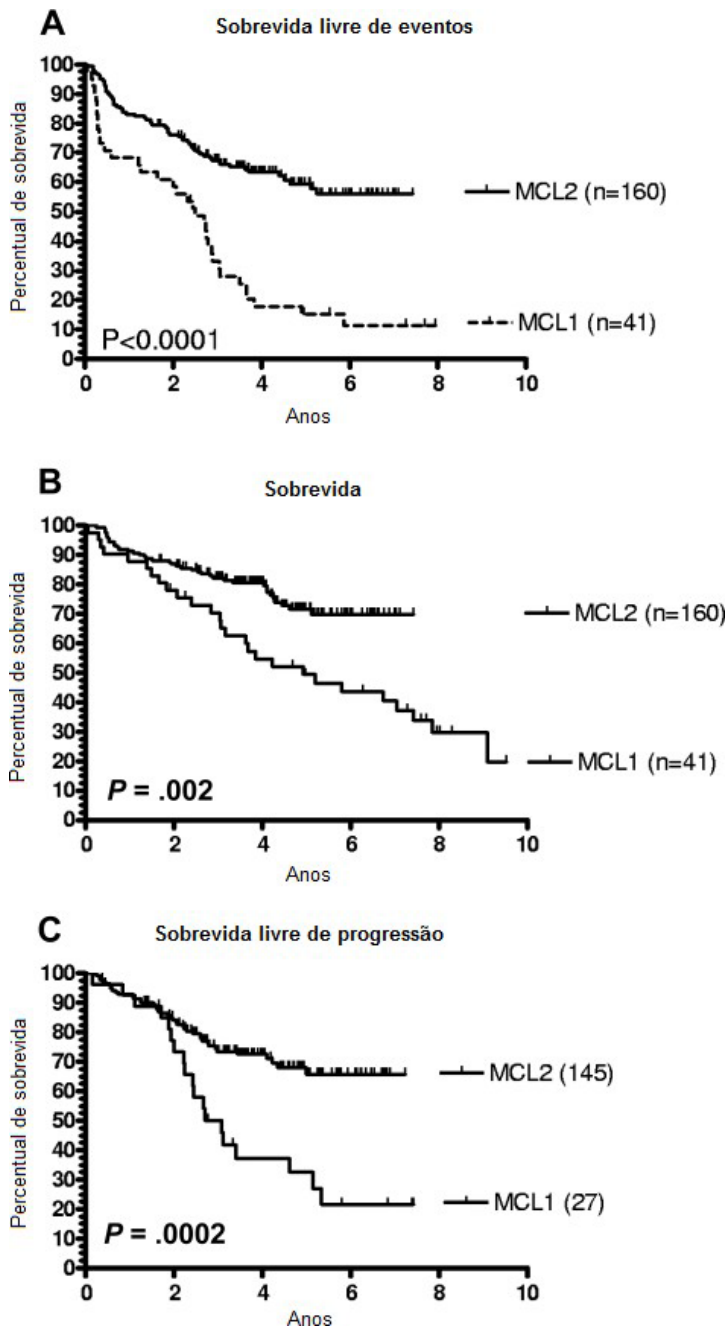 A
Sobrevida livre de eventos
Percentual de sobrevida
100
90
80
70
60
50
40
30
20
10
0
MCL2 (n=160)
MCL1 (n=41)
P<0.0001
0 2 4 6 8 10
Anos
B
Sobrevida
Percentual de sobrevida
100
90
80
70
60
50
40
30
20
10
0
MCL2 (n=160)
MCL1 (n=41)
P = .002
0 2 4 6 8 10
Anos
C
Sobrevida livre de progressão
Percentual de sobrevida
100
90
80
70
60
50
40
30
20
10
0
MCL2 (145)
MCL1 (27)
P = .0002
0 2 4 6 8 10
Anos